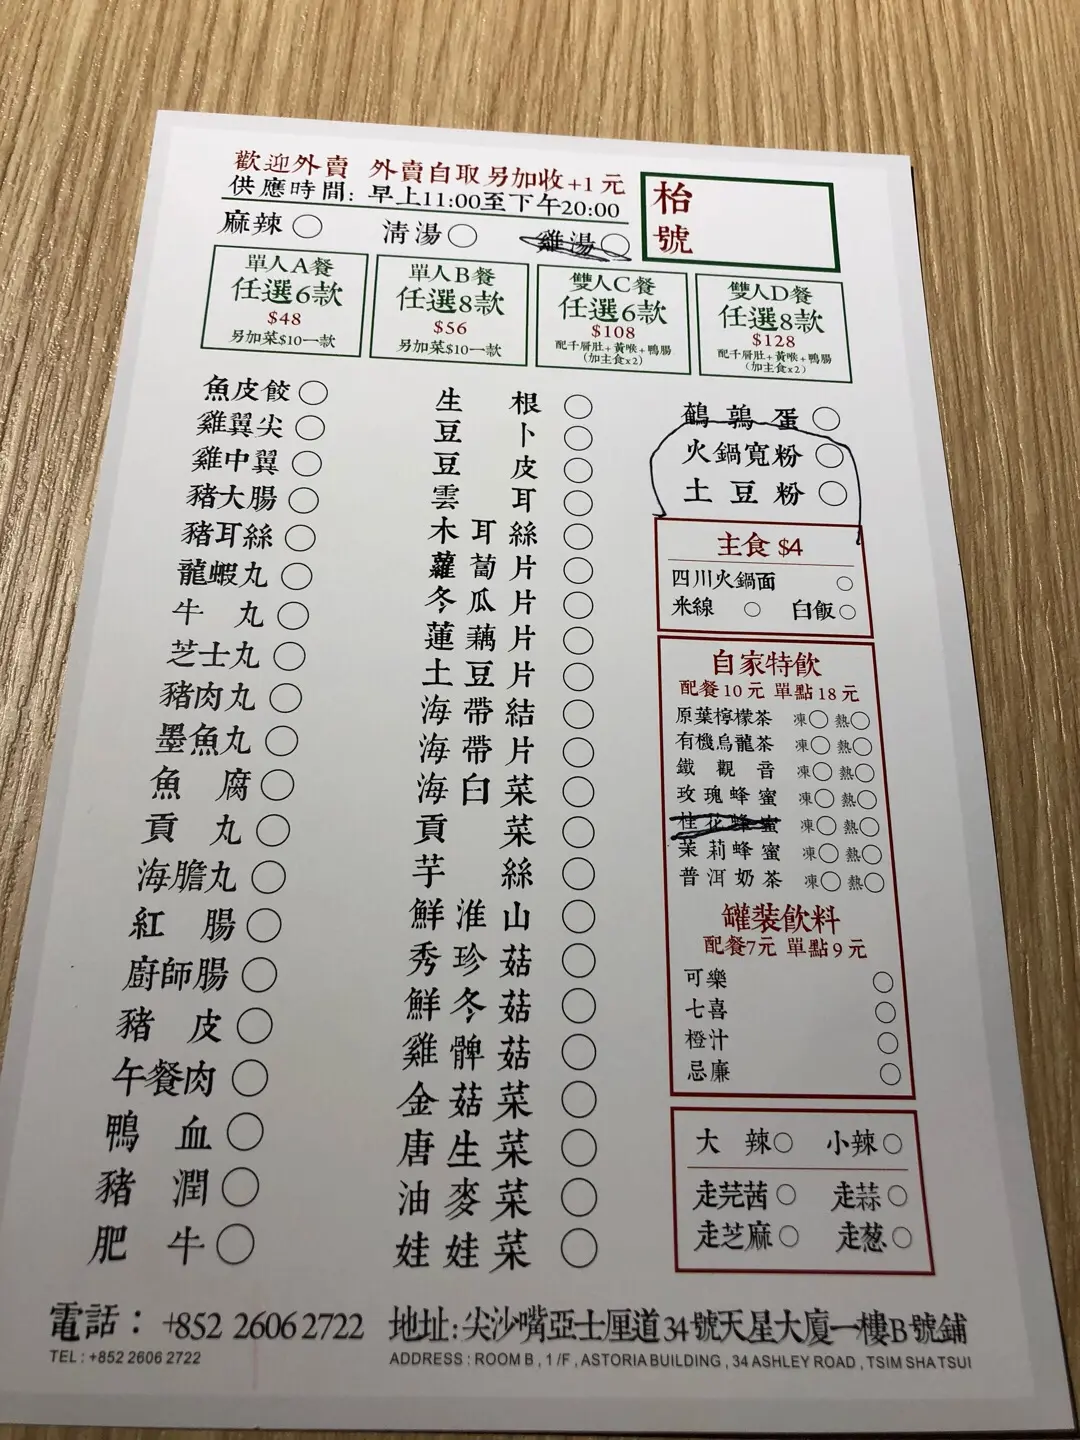 歡迎外賣 外賣自取另加收+1元
供應時間: 早上11:00至下午20:00
枱
號
麻辣 清湯 雞湯
單人A餐
任選6款
$48
另加菜$10一款
單人B餐
任選8款
$56
另加菜$10一款
雙人C餐
任選6款
$108
配千層肚+黃喉+鴨腸
(加主食x2)
雙人D餐
任選8款
$128
配千層肚+黃喉+鴨腸
(加主食x2)
魚皮餃
雞翼尖
雞中翼
豬大腸
豬耳絲
龍蝦丸
牛丸
芝士丸
豬肉丸
墨魚丸
魚腐
貢丸
海膽丸
紅腸
廚師腸
豬皮
午餐肉
鴨血
豬潤
肥牛
生根
豆卜
豆皮
雲耳
木耳絲
蘿蔔片
冬瓜片
蓮藕片
土豆片
海帶結
海帶片
海白菜
貢菜
芋絲
鮮淮山
秀珍菇
鮮冬菇
雞髀菇
金菇菜
唐生菜
油麥菜
娃娃菜
鵪鶉蛋
火鍋寬粉
土豆粉
主食 $4
四川火鍋面
米線 白飯
自家特飲
配餐10元 單點18元
原葉檸檬茶 凍 熱
有機烏龍茶 凍 熱
鐵觀音 凍 熱
玫瑰蜂蜜 凍 熱
桂花蜂蜜 凍 熱
茉莉蜂蜜 凍 熱
普洱奶茶 凍 熱
罐裝飲料
配餐7元 單點9元
可樂
七喜
橙汁
忌廉
大辣 小辣
走芫茜 走蒜
走芝麻 走葱
電話：+852 2606 2722 地址:尖沙嘴亞士厘道34號天星大廈一樓B號鋪
TEL : +852 2606 2722 ADDRESS : ROOM B , 1 /F , ASTORIA BUILDING , 34 ASHLEY ROAD , TSIM SHA TSUI